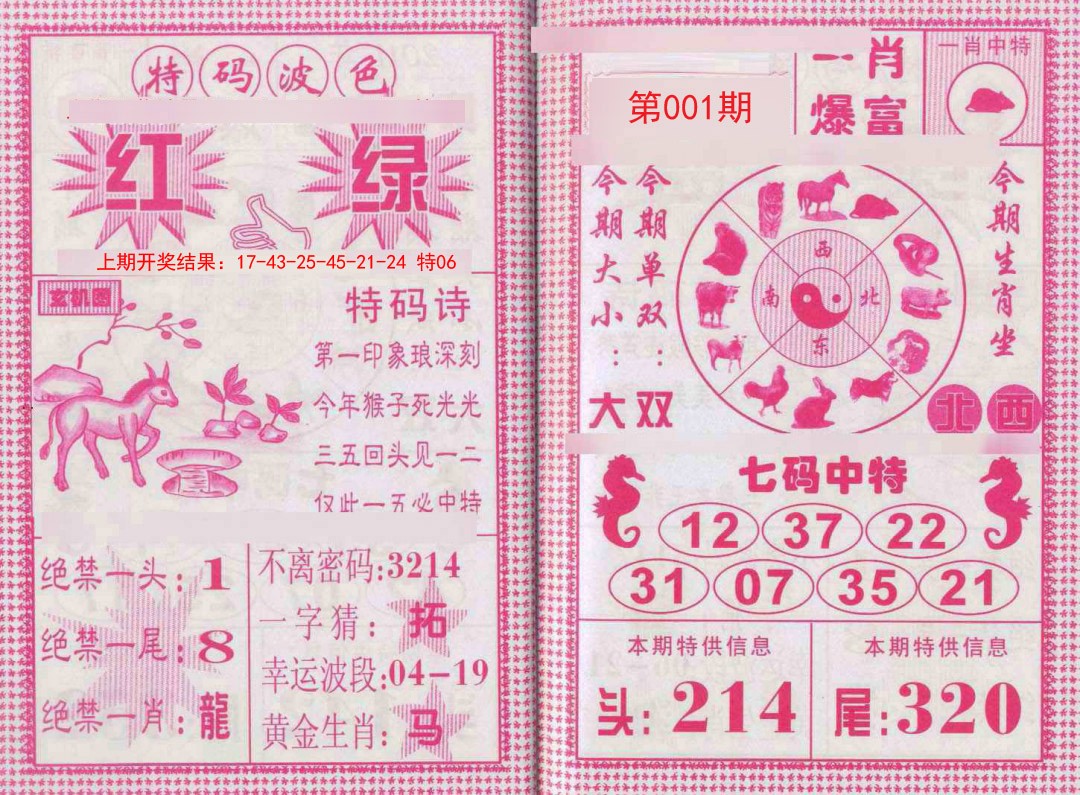 特码波色
红 绿
上期开奖结果：17-43-25-45-21-24 特06
玄机图
特码诗
第一印象琅深刻
今年猴子死光光
三五回头见一二
仅此一五必中特
绝禁一头：1
绝禁一尾：8
绝禁一肖：龍
不离密码:3214
一字猜：拓
幸运波段:04-19
黄金生肖：马
第001期
一肖
爆富
一肖中特
今期大小：大
今期单双：双
西
南 北
东
今期生肖坐
北 西
七码中特
12 37 22
31 07 35 21
本期特供信息
头：214
本期特供信息
尾：320